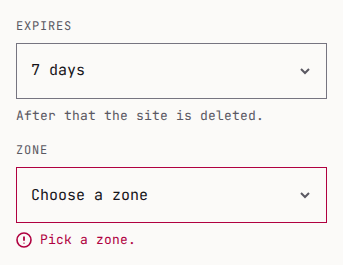 EXPIRES
7 days
After that the site is deleted.
ZONE
Choose a zone
Pick a zone.